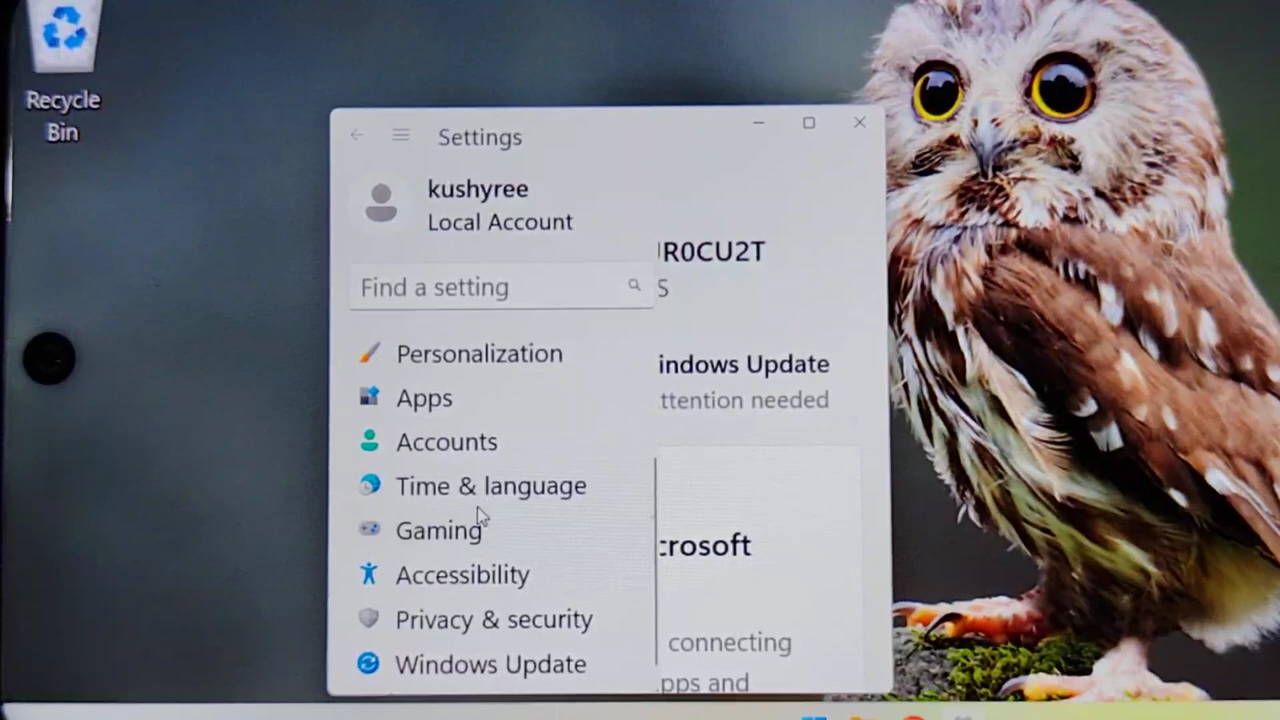 Recycle
Bin
Settings
kushyree
Local Account
R0CU2T
S
Find a setting
indows Update
ttention needed
Personalization
Apps
Accounts
Time & language
Gaming
crosoft
Accessibility
Privacy & security
connecting
Windows Update
pps and